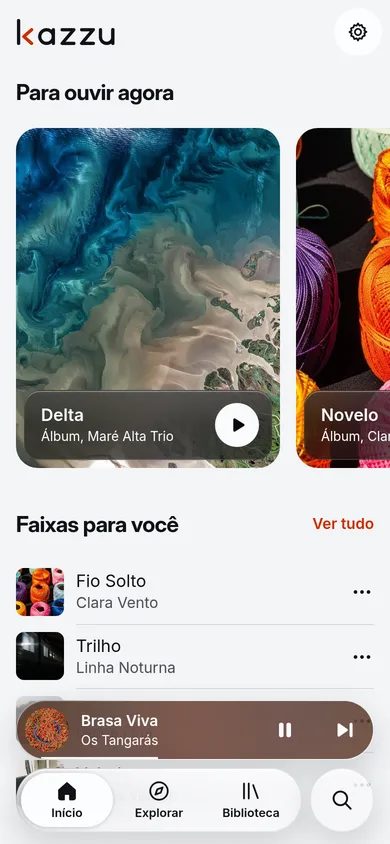 kazzu
Para ouvir agora
Delta
Álbum, Maré Alta Trio
Novelo
Álbum, Clar
Faixas para você
Ver tudo
Fio Solto
Clara Vento
Trilho
Linha Noturna
Brasa Viva
Os Tangarás
Início
Explorar
Biblioteca